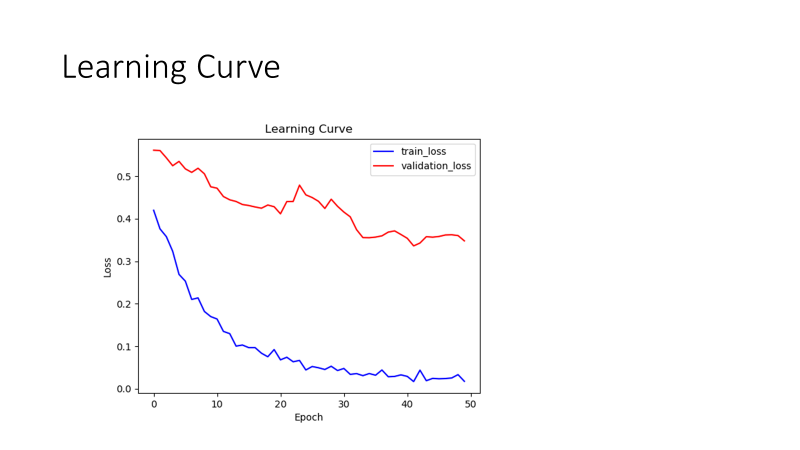 Learning Curve
Learning Curve
train_loss
validation_loss
0.5
0.4
0.3
0.2
0.1
0.0
Loss
0 10 20 30 40 50
Epoch